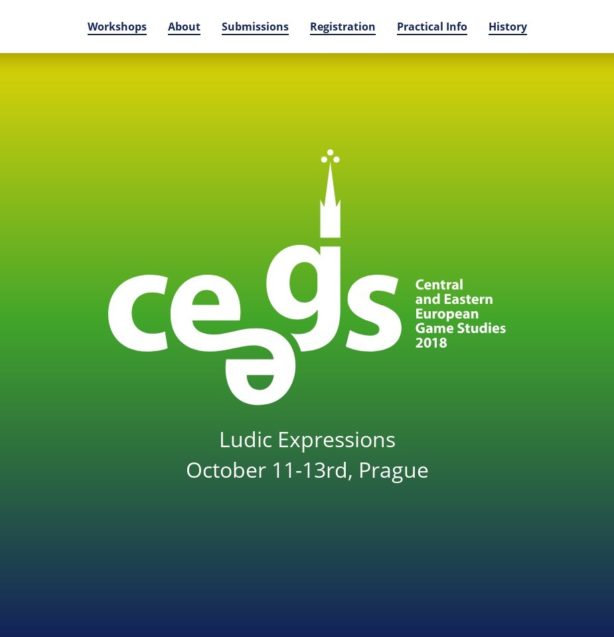 Workshops About Submissions Registration Practical Info History
ceegs
Central
and Eastern
European
Game Studies
2018
Ludic Expressions
October 11-13rd, Prague